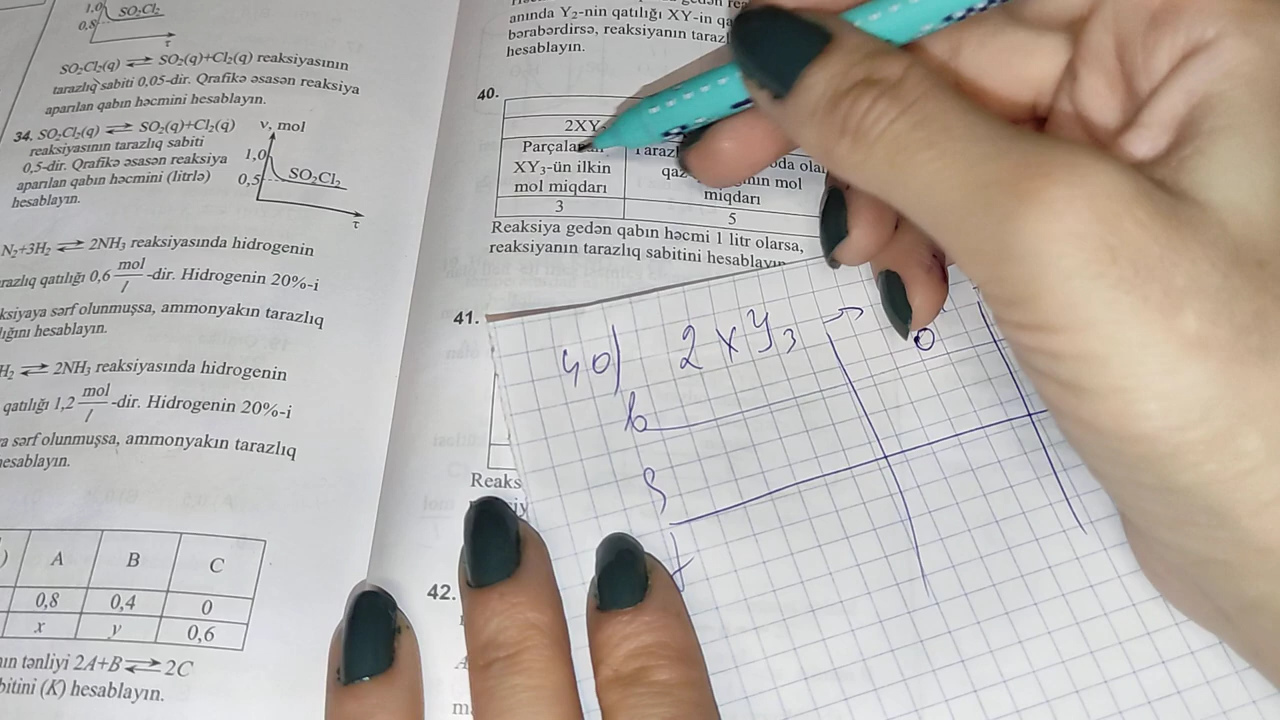 1,0
SO₂Cl₂
0,8
τ
SO₂Cl₂(q) ⇄ SO₂(q)+Cl₂(q) reaksiyasının
tarazlıq sabiti 0,05-dir. Qrafikə əsasən reaksiya
aparılan qabın həcmini hesablayın.
34. SO₂Cl₂(q) ⇄ SO₂(q)+Cl₂(q)
reaksiyasının tarazlıq sabiti
0,5-dir. Qrafikə əsasən reaksiya
aparılan qabın həcmini (litrlə)
hesablayın.
ν, mol
1,0
0,5
SO₂Cl₂
τ
N₂+3H₂ ⇄ 2NH₃ reaksiyasında hidrogenin
qatılığı 0,6 mol/l -dir. Hidrogenin 20%-i
sərf olunmuşsa, ammonyakın tarazlıq
hesablayın.
H₂ ⇄ 2NH₃ reaksiyasında hidrogenin
qatılığı 1,2 mol/l -dir. Hidrogenin 20%-i
sərf olunmuşsa, ammonyakın tarazlıq
hesablayın.
A B C
0,8 0,4 0
x y 0,6
tənliyi 2A+B ⇄ 2C
(K) hesablayın.
anında Y₂-nin qatılığı XY-in
bərabərdirsə, reaksiyanın
hesablayın.
40.
2XY
XY₃-ün ilkin
mol miqdarı
mol
miqdarı
3 5
Reaksiya gedən qabın həcmi 1 litr olarsa,
reaksiyanın tarazlıq sabitini hesablayın
41.
40) 2XY₃ →
b
s
t
0
Reaks
42.